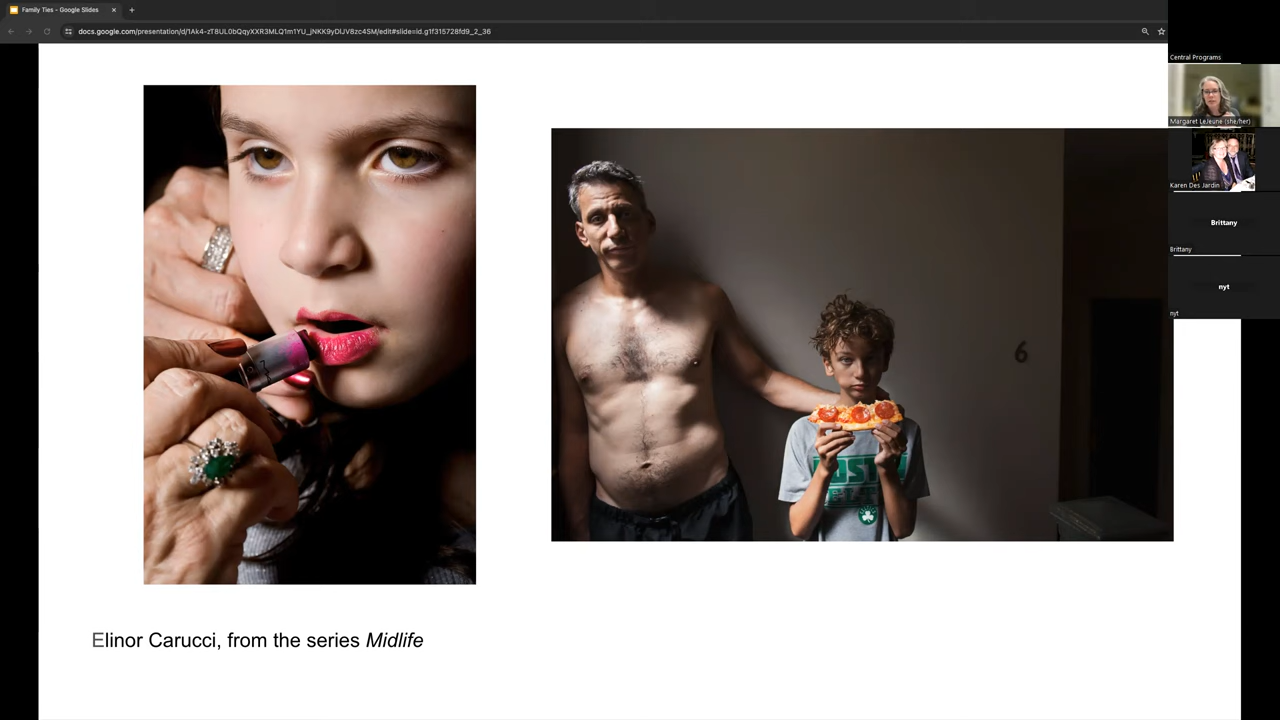 Family Ties - Google Slides
docs.google.com/presentation/d/1Ak4-zT8UL0bQqyXXR3MLQ1m1YU_jNKK9yDlJV8zc4SM/edit#slide=id.g1f315728fd9_2_36
Central Programs
Margaret LeJeune (she/her)
Karen Des Jardin
Brittany
Brittany
nyt
nyt
6
Elinor Carucci, from the series Midlife